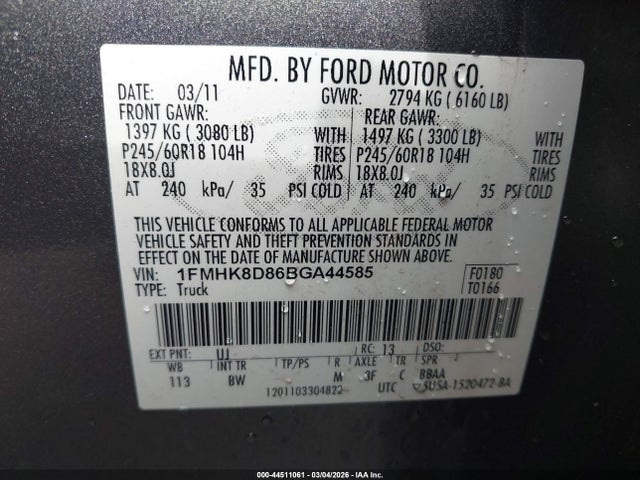 MFD. BY FORD MOTOR CO.
DATE: 03/11 GVWR: 2794 KG ( 6160 LB)
FRONT GAWR: REAR GAWR:
1397 KG ( 3080 LB) 1497 KG ( 3300 LB)
P245/60R18 104H TIRES P245/60R18 104H TIRES
18X8.0J RIMS 18X8.0J RIMS
AT 240 kPa/ 35 PSI COLD AT 240 kPa/ 35 PSI COLD
THIS VEHICLE CONFORMS TO ALL APPLICABLE FEDERAL MOTOR
VEHICLE SAFETY AND THEFT PREVENTION STANDARDS IN
EFFECT ON THE DATE OF MANUFACTURE SHOWN ABOVE.
VIN: 1FMHK8D86BGA44585 F0180
TYPE: Truck T0166
EXT PNT: UJ RC: 13 DSO:
WB INT TR TP/PS R AXLE TR SPR
113 BW M 3F C BBAA
1201103304822 UTC 5U5A-1520472-BA
000-44511061 - 03/04/2026 - IAA Inc.